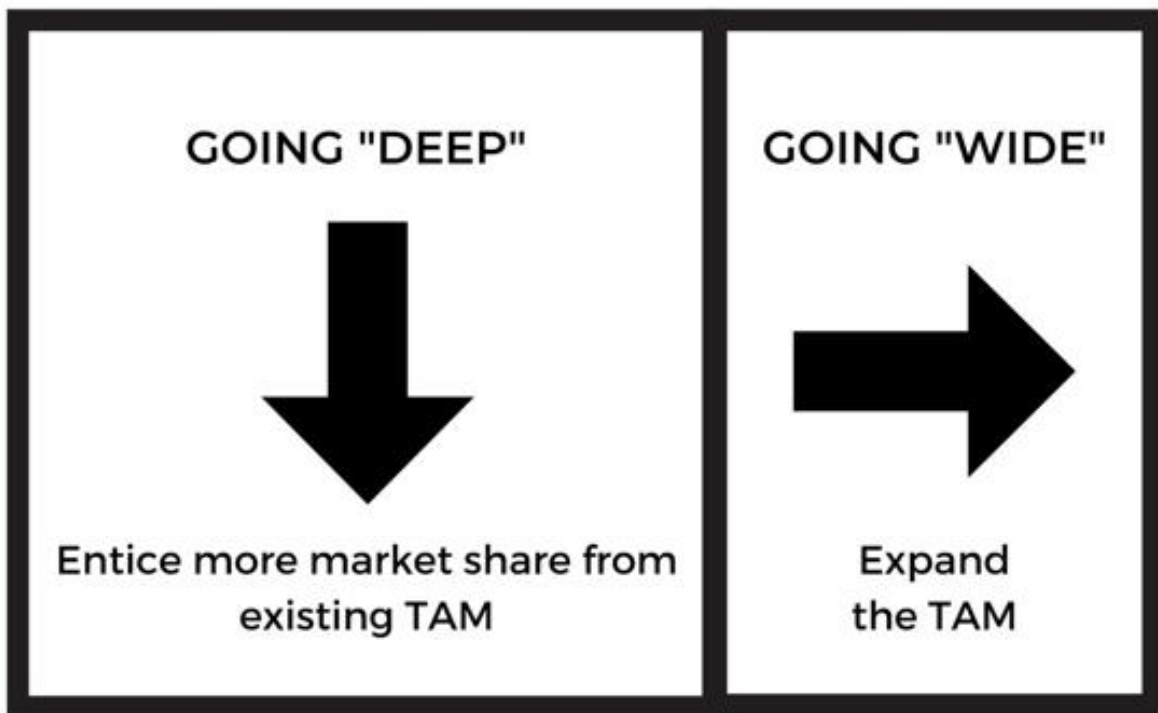 GOING "DEEP"
Entice more market share from
existing TAM
GOING "WIDE"
Expand
the TAM